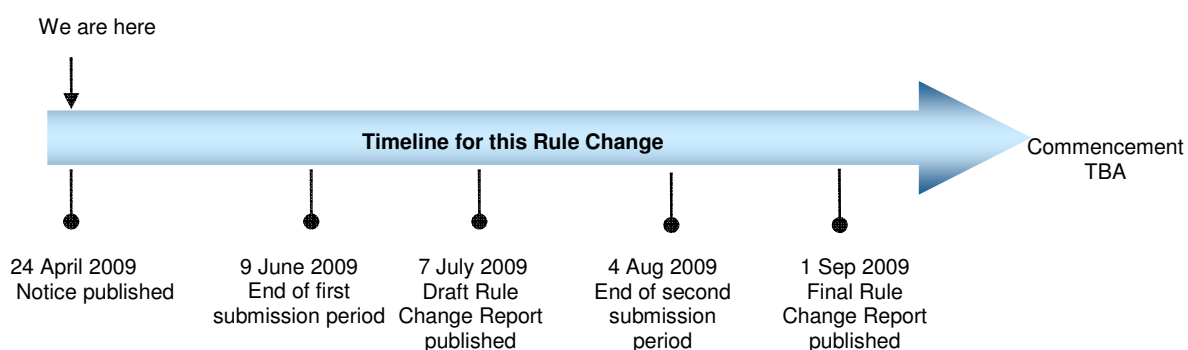 We are here
Timeline for this Rule Change
Commencement
TBA
24 April 2009
Notice published
9 June 2009
End of first
submission period
7 July 2009
Draft Rule
Change Report
published
4 Aug 2009
End of second
submission
period
1 Sep 2009
Final Rule
Change Report
published